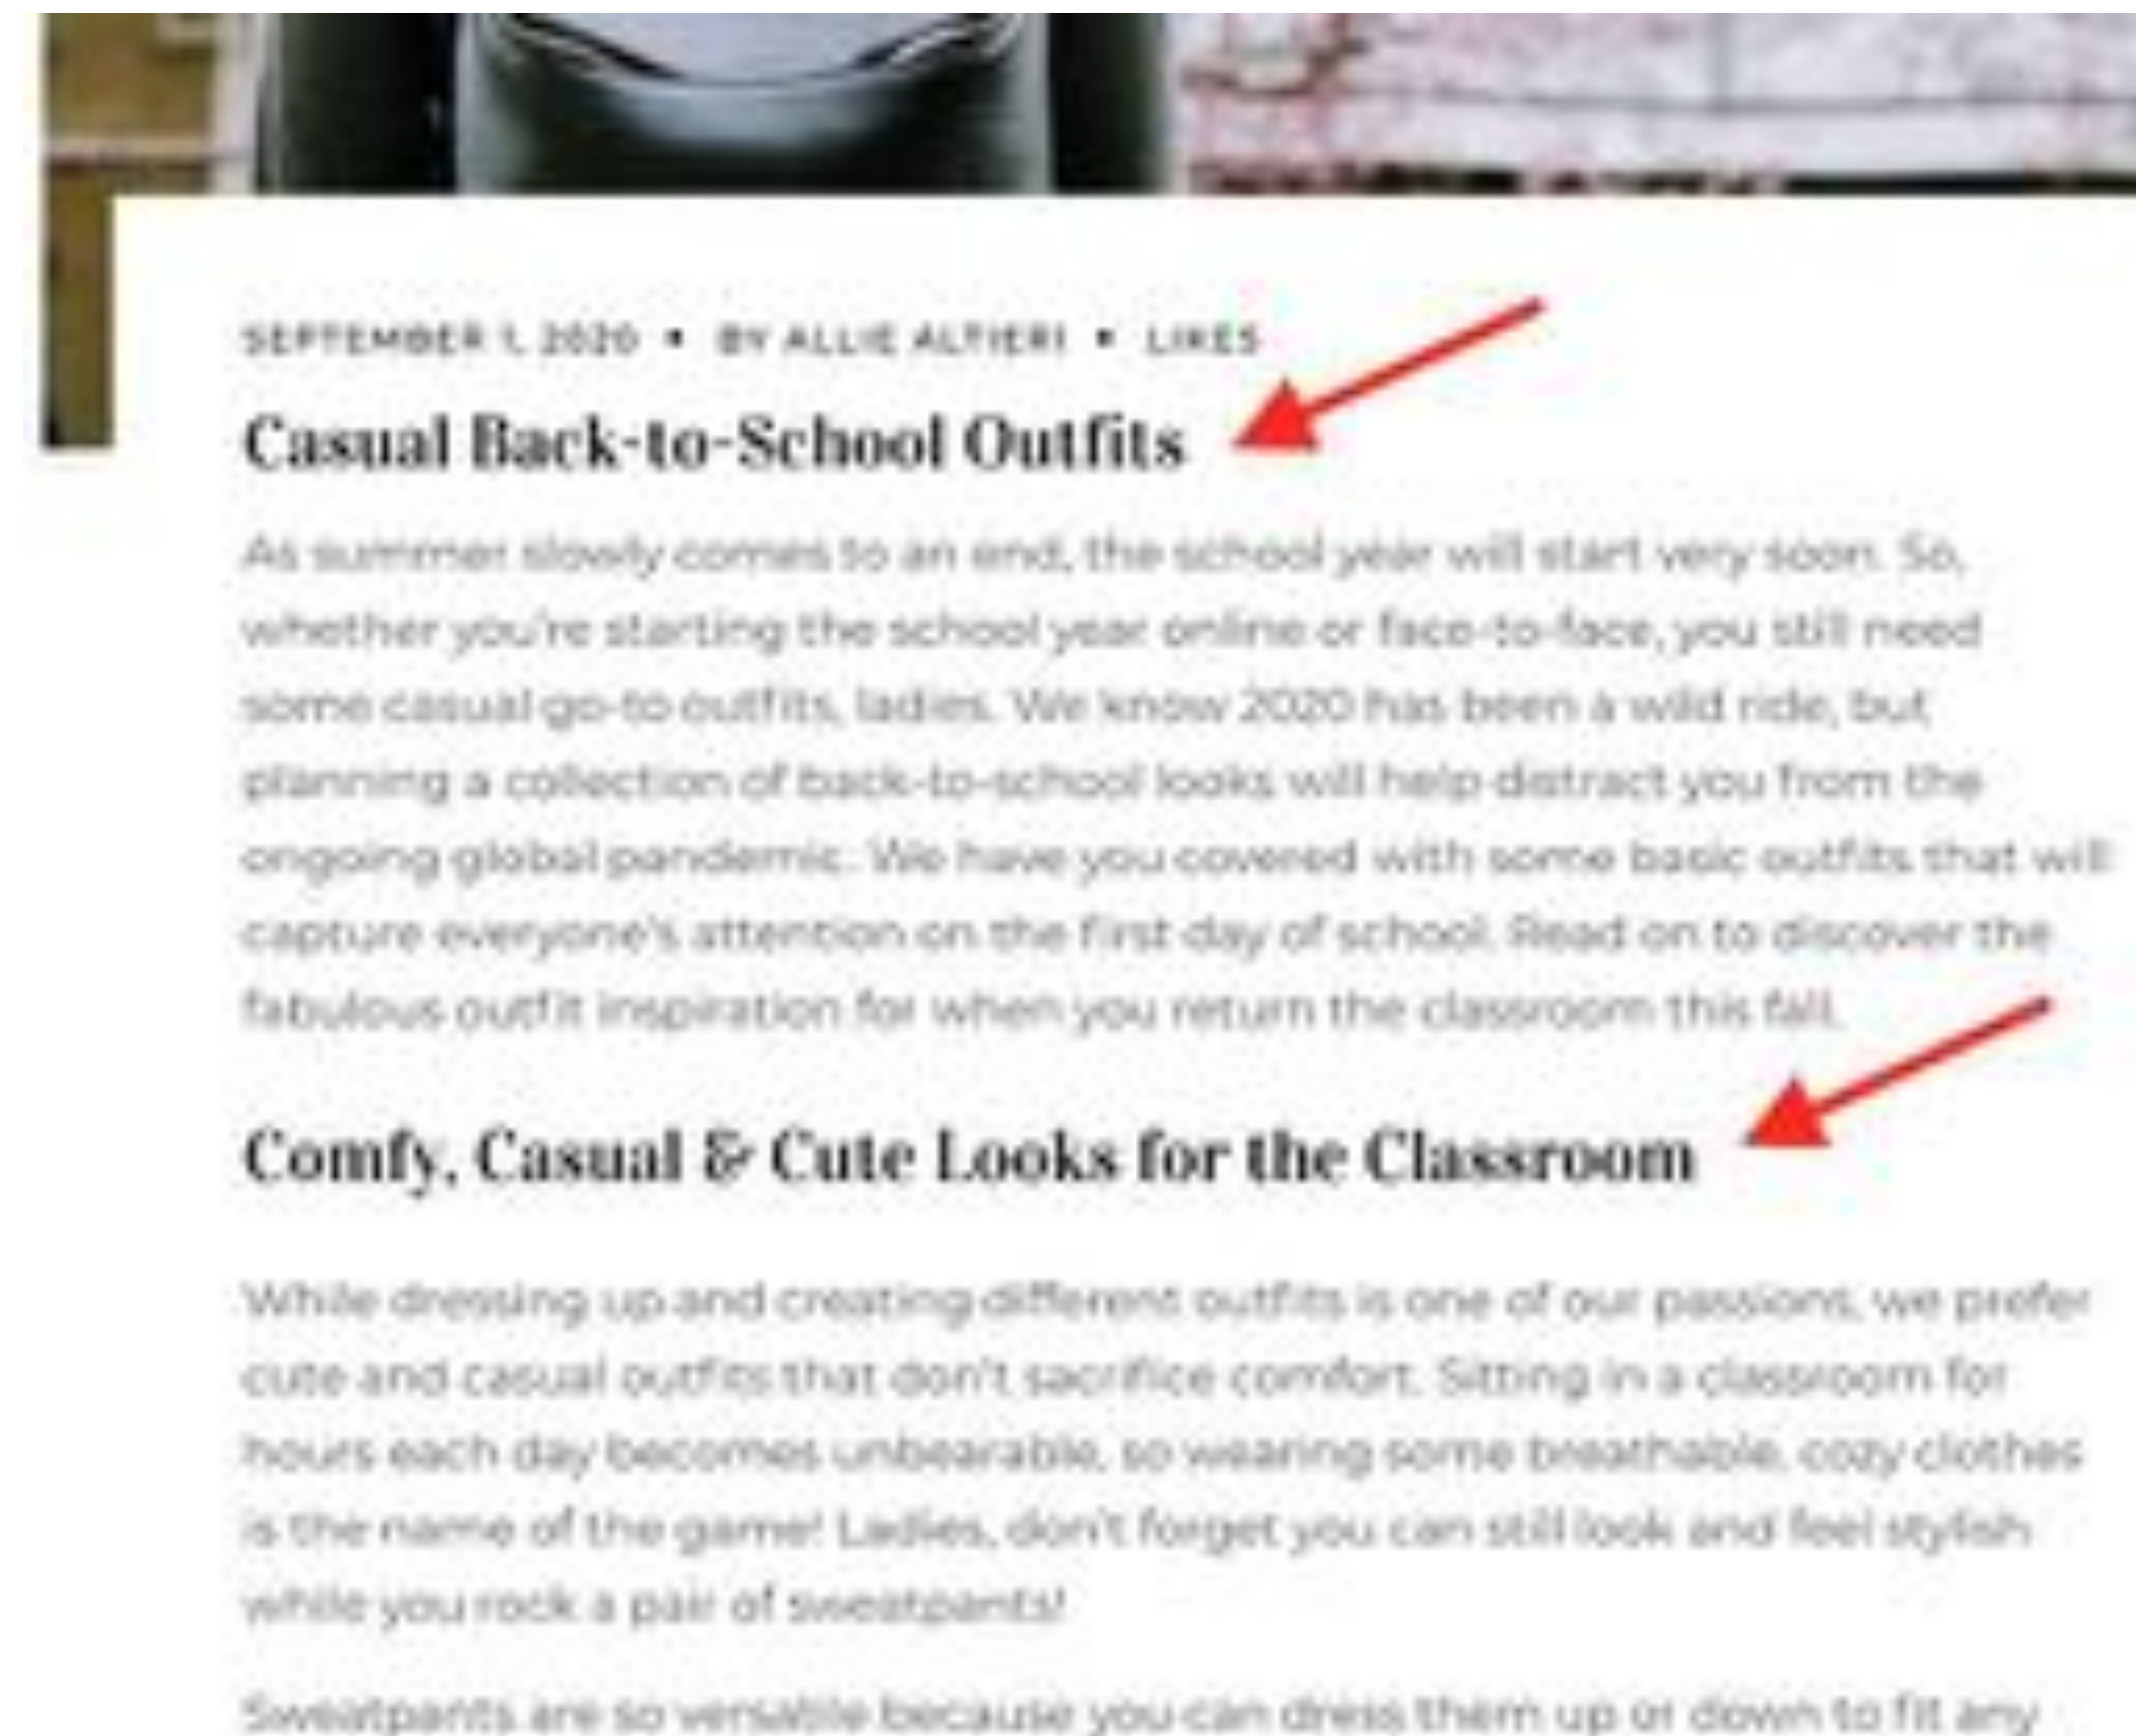 SEPTEMBER 1, 2020 • BY ALLIE ALTIERI • LIKES
Casual Back-to-School Outfits
As summer slowly comes to an end, the school year will start very soon. So,
whether you're starting the school year online or face-to-face, you still need
some casual go-to outfits, ladies. We know 2020 has been a wild ride, but
planning a collection of back-to-school looks will help distract you from the
ongoing global pandemic. We have you covered with some basic outfits that will
capture everyone's attention on the first day of school. Read on to discover the
fabulous outfit inspiration for when you return the classroom this fall.
Comfy, Casual & Cute Looks for the Classroom
While dressing up and creating different outfits is one of our passions, we prefer
cute and casual outfits that don't sacrifice comfort. Sitting in a classroom for
hours each day becomes unbearable, so wearing some breathable, cozy clothes
is the name of the game! Ladies, don't forget you can still look and feel stylish
while you rock a pair of sweatpants!
Sweatpants are so versatile because you can dress them up or down to fit any